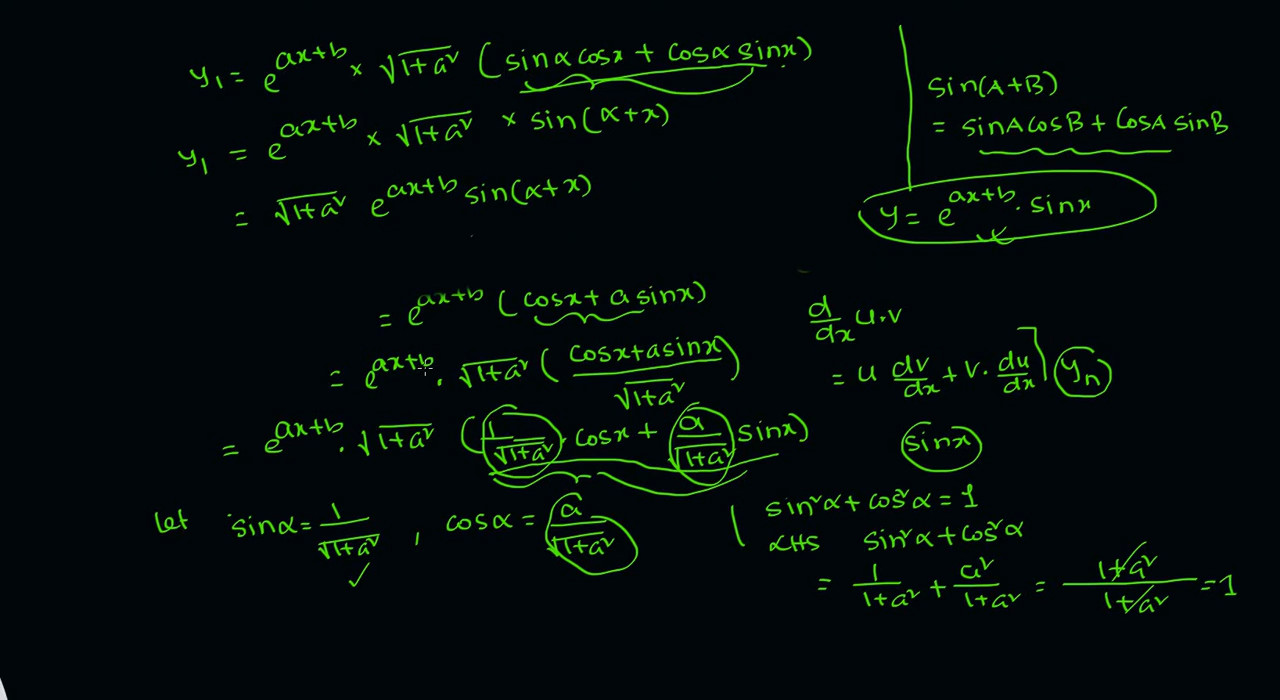 y₁ = e^(ax+b) × √(1+a²) (sinα cosx + cosα sinx)
y₁ = e^(ax+b) × √(1+a²) × sin(α+x)
= √(1+a²) e^(ax+b) sin(α+x)
sin(A+B)
= sinA cosB + cosA sinB
y = e^(ax+b) · sinx
= e^(ax+b) (cosx + a sinx)
= e^(ax+b) · √(1+a²) ((cosx + a sinx)/√(1+a²))
= e^(ax+b) · √(1+a²) (1/√(1+a²) · cosx + a/√(1+a²) sinx)
Let sinα = 1/√(1+a²) , cosα = a/√(1+a²)
d/dx u.v
= u dv/dx + v. du/dx ] yₙ
sinx
sin²α + cos²α = 1
LHS sin²α + cos²α
= 1/(1+a²) + a²/(1+a²) = (1+a²)/(1+a²) = 1